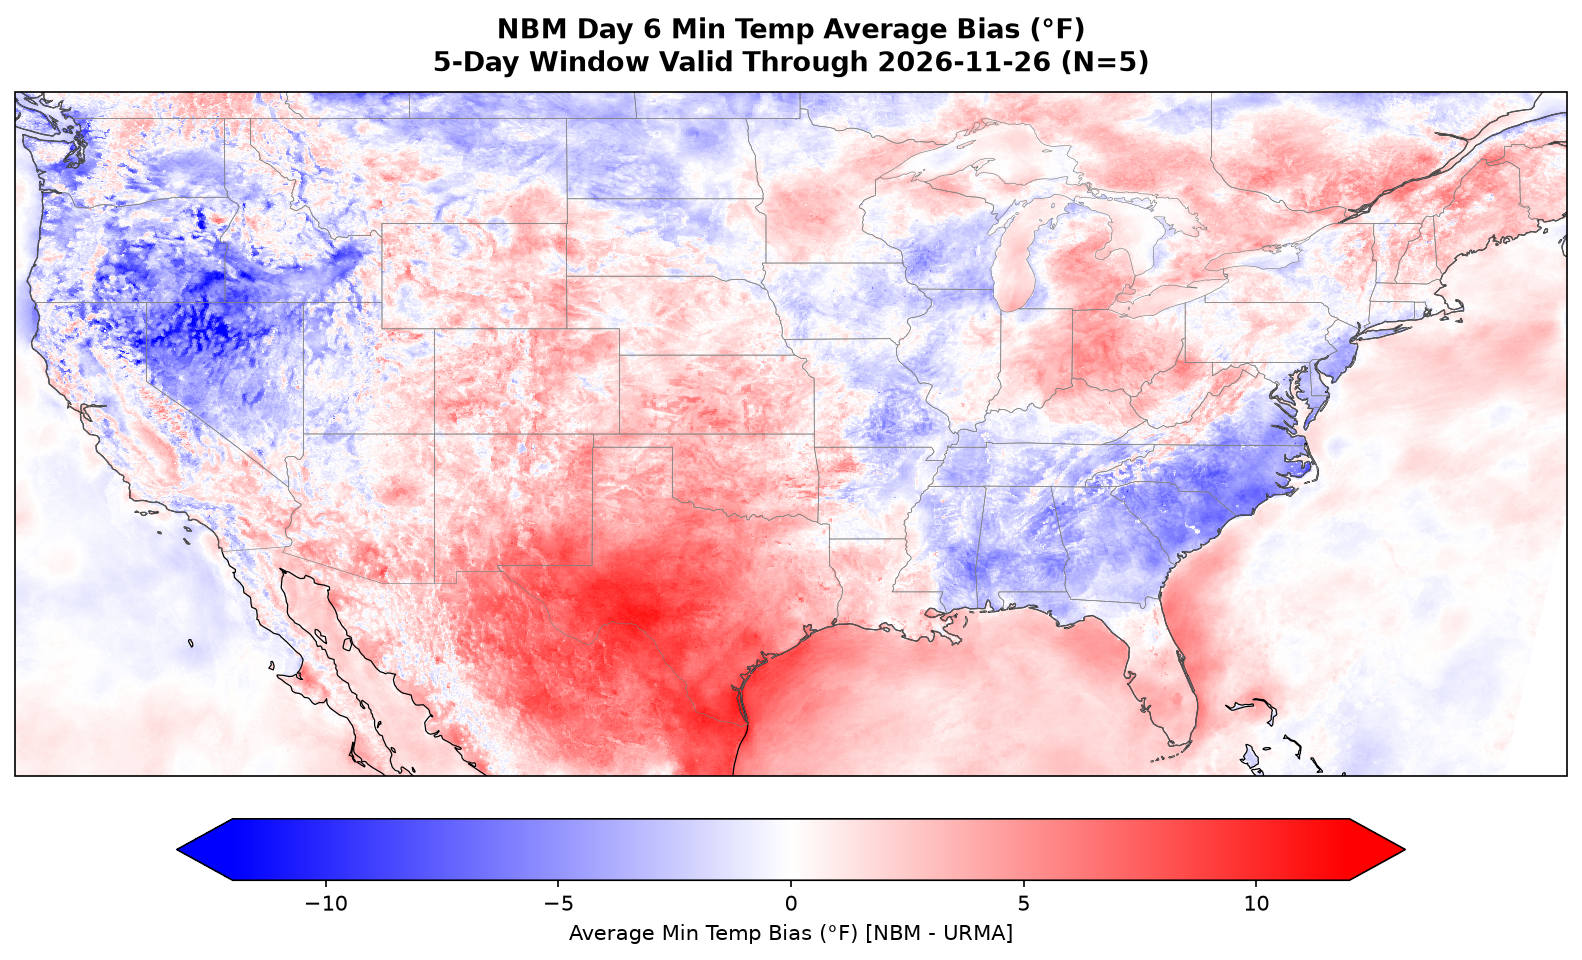 NBM Day 6 Min Temp Average Bias (°F)
5-Day Window Valid Through 2026-11-26 (N=5)
−10 −5 0 5 10
Average Min Temp Bias (°F) [NBM - URMA]